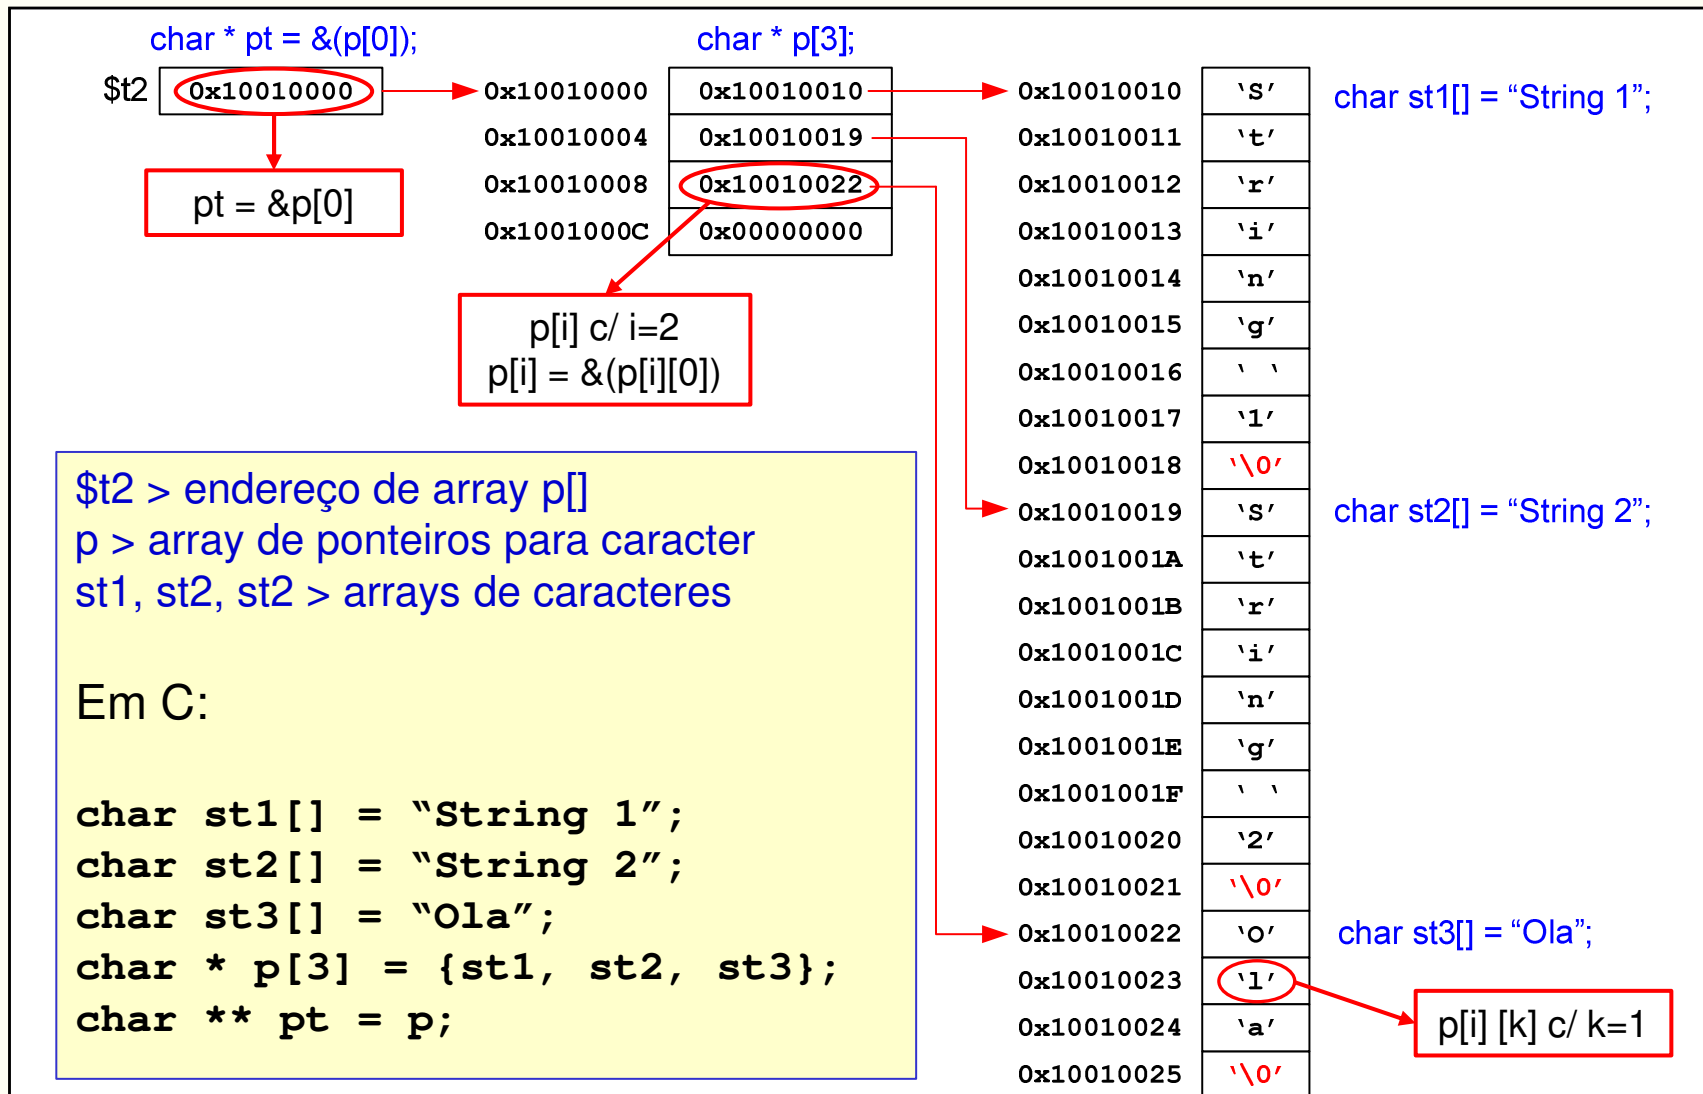 char * pt = &(p[0]);
char * p[3];
$t2
0x10010000
0x10010000 0x10010010
0x10010004 0x10010019
0x10010008 0x10010022
0x1001000C 0x00000000
pt = &p[0]
p[i] c/ i=2
p[i] = &(p[i][0])
0x10010010 ‘S’ char st1[] = “String 1”;
0x10010011 ‘t’
0x10010012 ‘r’
0x10010013 ‘i’
0x10010014 ‘n’
0x10010015 ‘g’
0x10010016 ‘ ‘
0x10010017 ‘1’
0x10010018 ‘\0’
0x10010019 ‘S’ char st2[] = “String 2”;
0x1001001A ‘t’
0x1001001B ‘r’
0x1001001C ‘i’
0x1001001D ‘n’
0x1001001E ‘g’
0x1001001F ‘ ‘
0x10010020 ‘2’
0x10010021 ‘\0’
0x10010022 ‘O’ char st3[] = “Ola”;
0x10010023 ‘l’
0x10010024 ‘a’
0x10010025 ‘\0’
p[i] [k] c/ k=1
$t2 > endereço de array p[]
p > array de ponteiros para caracter
st1, st2, st2 > arrays de caracteres
Em C:
char st1[] = “String 1”;
char st2[] = “String 2”;
char st3[] = “Ola”;
char * p[3] = {st1, st2, st3};
char ** pt = p;